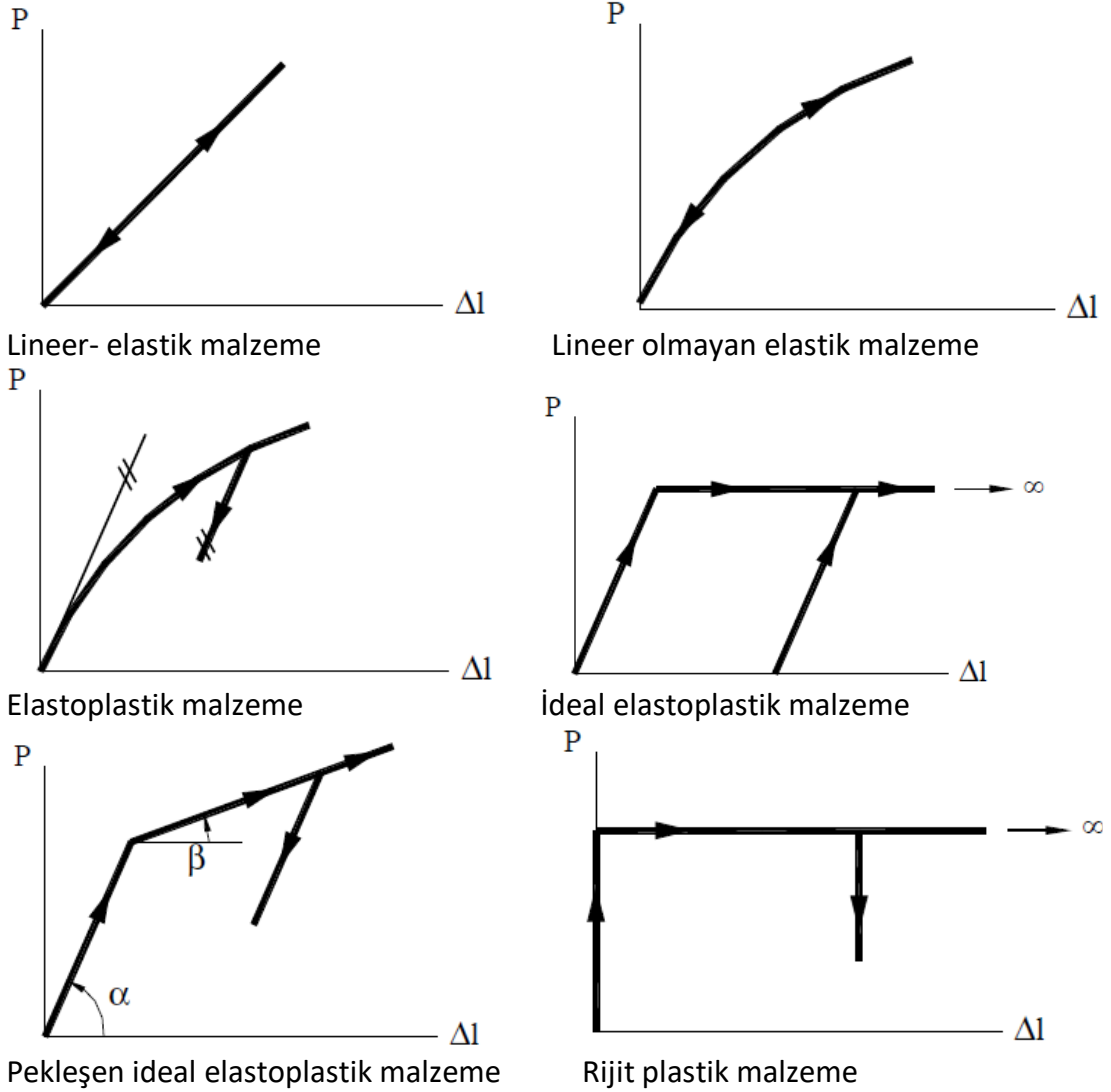 P
Δl
Lineer- elastik malzeme
P
Δl
Lineer olmayan elastik malzeme
P
Δl
Elastoplastik malzeme
P
∞
Δl
İdeal elastoplastik malzeme
P
β
α
Δl
Pekleşen ideal elastoplastik malzeme
P
∞
Δl
Rijit plastik malzeme